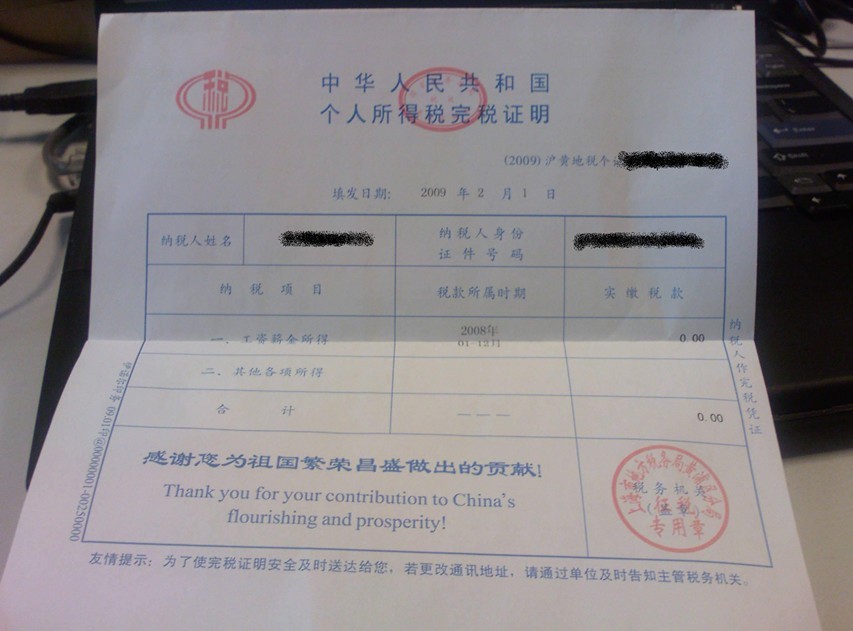 税
中华人民共和国
个人所得税完税证明
(2009)沪黄地税个
填发日期: 2009 年 2 月 1 日
纳税人姓名
纳税人身份
证件号码
纳税项目 税款所属时期 实缴税款
一、工资薪金所得 2008年 0.00
01-12月
二、其他各项所得
合计 ——— 0.00
纳税人作完税凭证
感谢您为祖国繁荣昌盛做出的贡献!
Thank you for your contribution to China's
flourishing and prosperity!
税务机关
(盖章)
征税
专用章
友情提示: 为了使完税证明安全及时送达给您, 若更改通讯地址, 请通过单位及时告知主管税务机关。